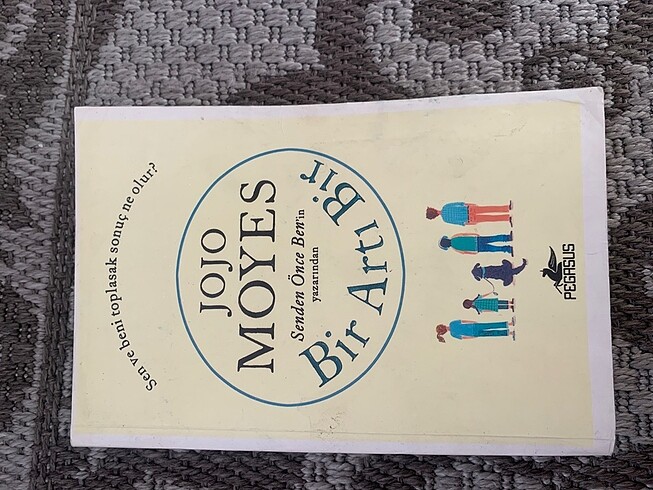 Sen ve beni toplasak sonuç ne olur?
JOJO
MOYES
Senden Önce Ben'in
yazarından
Bir Artı Bir
PEGASUS